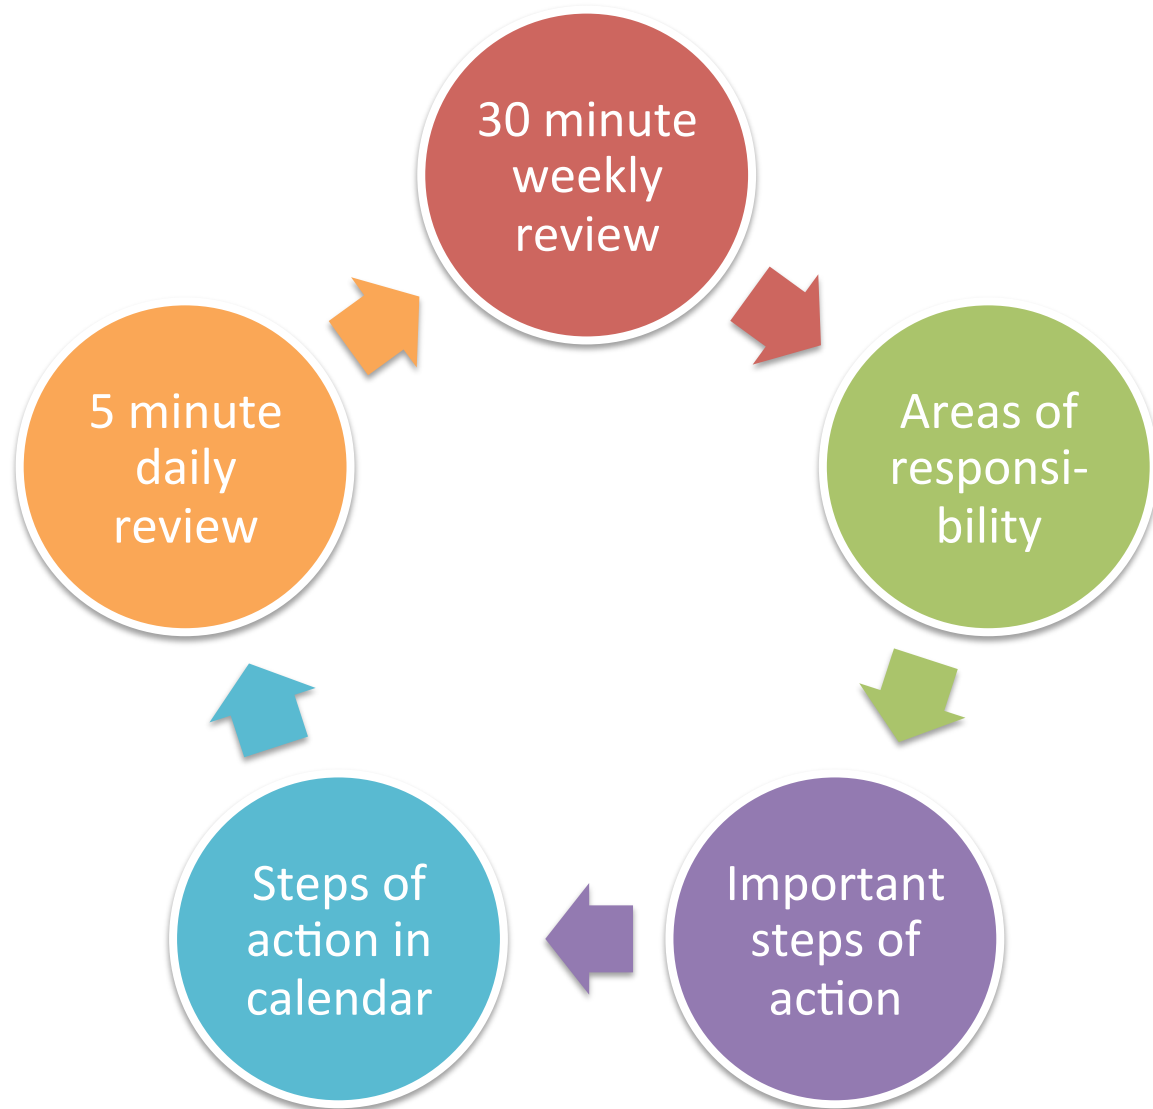 30 minute
weekly
review
Areas of
responsi-
bility
Important
steps of
action
Steps of
action in
calendar
5 minute
daily
review